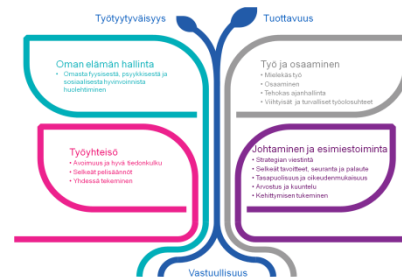 Työtyytyväisyys
Tuottavuus
Oman elämän hallinta
• Omasta fyysisestä, psyykkisestä ja
sosiaalisesta hyvinvoinnista
huolehtiminen
Työ ja osaaminen
• Mielekäs työ
• Osaaminen
• Tehokas ajanhallinta
• Viihtyisät ja turvalliset työolosuhteet
Työyhteisö
• Avoimuus ja hyvä tiedonkulku
• Selkeät pelisäännöt
• Yhdessä tekeminen
Johtaminen ja esimiestoiminta
• Strategian viestintä
• Selkeät tavoitteet, seuranta ja palaute
• Tasapuolisuus ja oikeudenmukaisuus
• Arvostus ja kuuntelu
• Kehittymisen tukeminen
Vastuullisuus